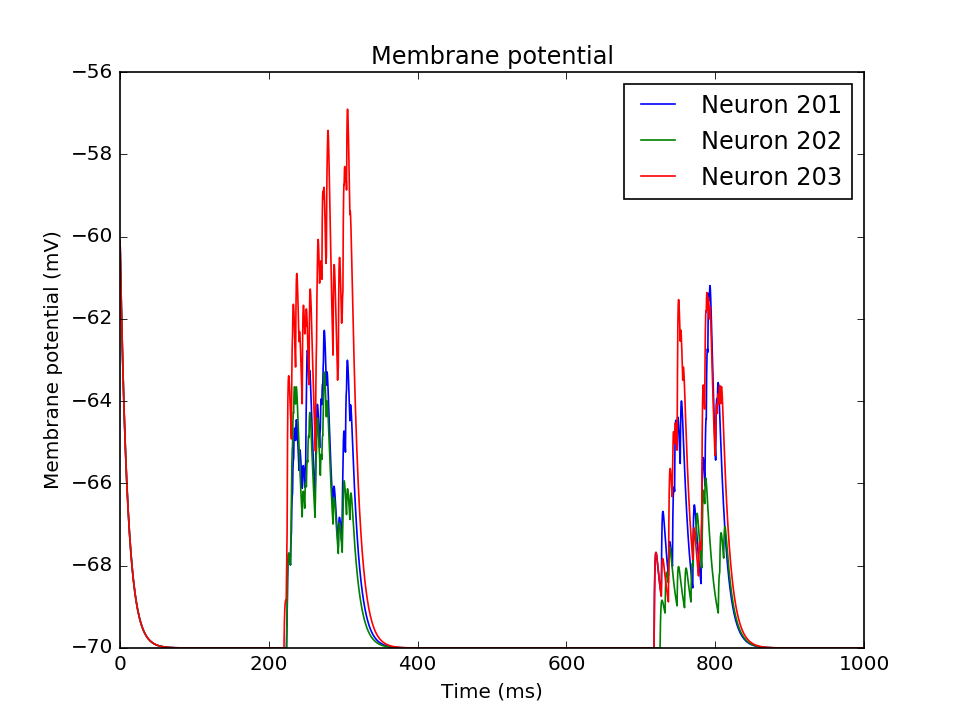 Membrane potential
Membrane potential (mV)
−56
−58
−60
−62
−64
−66
−68
−70
0
200
400
600
800
1000
Time (ms)
Neuron 201
Neuron 202
Neuron 203